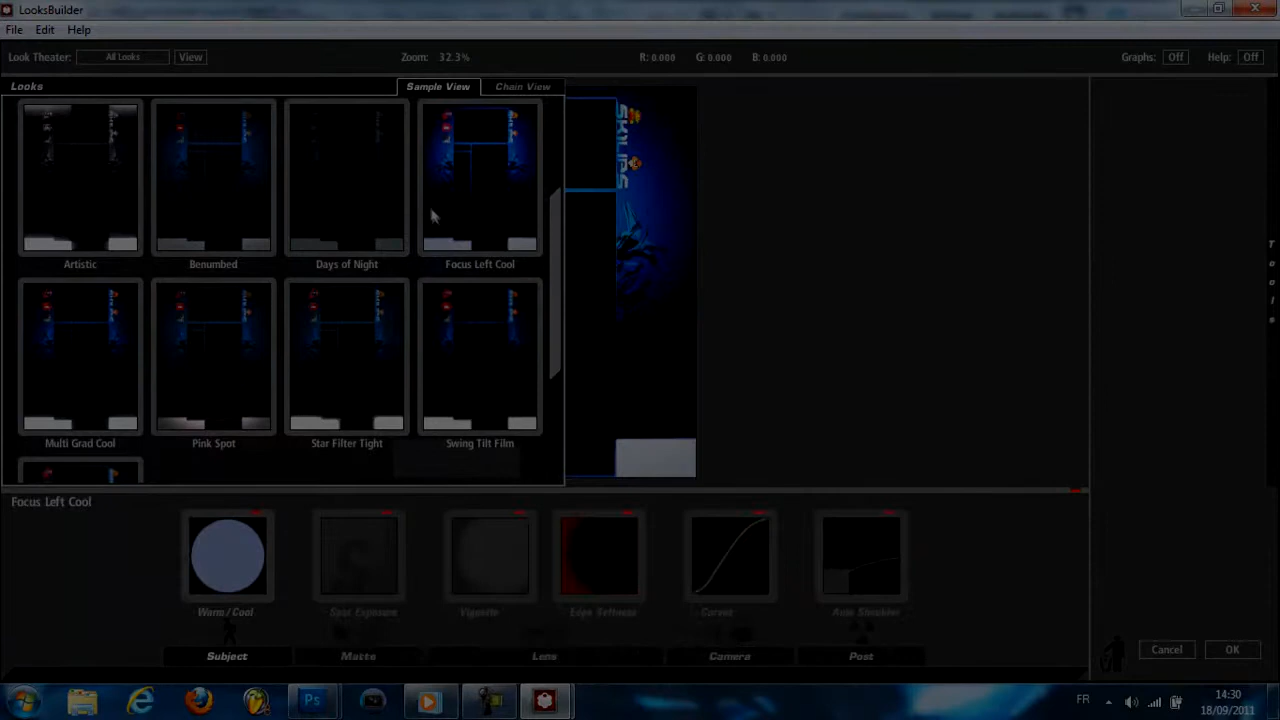 LooksBuilder
File Edit Help
Look Theater: All Looks View Zoom: 32.3% R: 0.000 G: 0.000 B: 0.000 Graphs: Off Help: Off
Looks Sample View Chain View
Artistic Benumbed Days of Night Focus Left Cool
Multi Grad Cool Pink Spot Star Filter Tight Swing Tilt Film
SKYLIPS
Tools
Focus Left Cool
Warm/Cool Spot Exposure Vignette Edge Softness Curves Auto Shoulder
Subject Matte Lens Camera Post
Cancel OK
Ps FR 14:30
18/09/2011